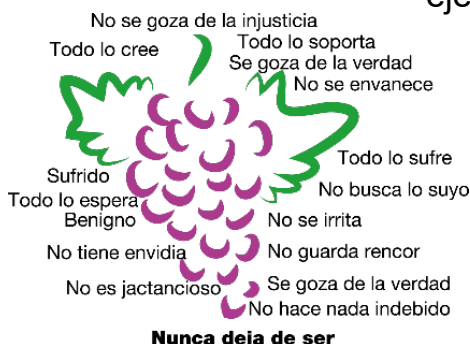 eje
No se goza de la injusticia
Todo lo cree
Todo lo soporta
Se goza de la verdad
No se envanece
Todo lo sufre
Sufrido
No busca lo suyo
Todo lo espera
Benigno
No se irrita
No tiene envidia
No guarda rencor
No es jactancioso
Se goza de la verdad
No hace nada indebido
Nunca deja de ser